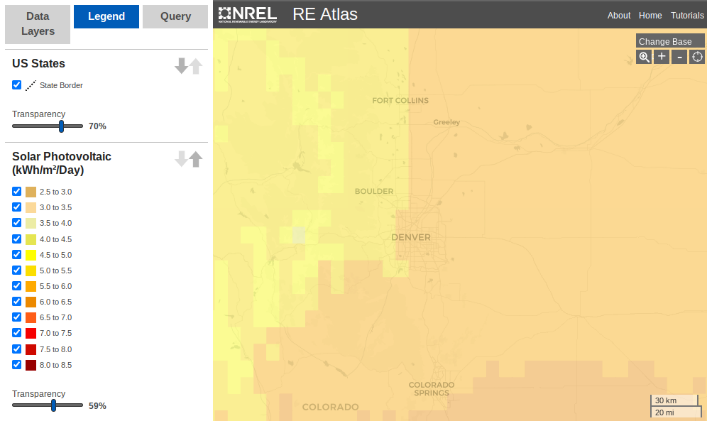 Data
Layers
Legend
Query
US States
State Border
Transparency
70%
Solar Photovoltaic
(kWh/m²/Day)
2.5 to 3.0
3.0 to 3.5
3.5 to 4.0
4.0 to 4.5
4.5 to 5.0
5.0 to 5.5
5.5 to 6.0
6.0 to 6.5
6.5 to 7.0
7.0 to 7.5
7.5 to 8.0
8.0 to 8.5
Transparency
59%
NREL
RE Atlas
About
Home
Tutorials
Change Base
+
-
FORT COLLINS
Greeley
BOULDER
DENVER
COLORADO
SPRINGS
COLORADO
30 km
20 mi